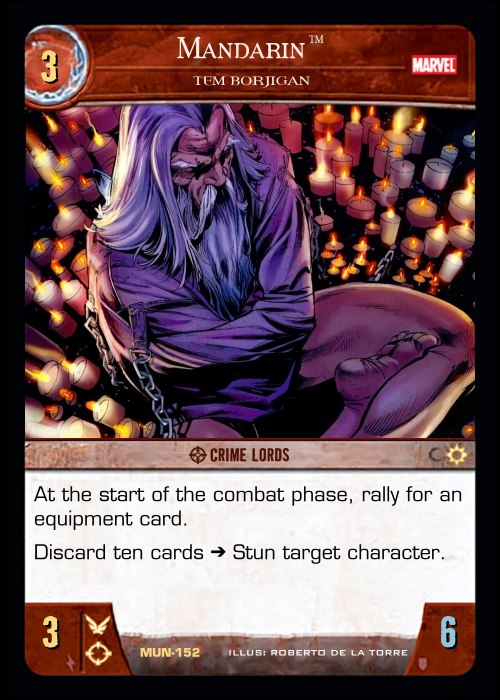 3
MANDARIN™
TEM BORJIGAN
MARVEL
CRIME LORDS
C
At the start of the combat phase, rally for an
equipment card.
Discard ten cards ➔ Stun target character.
3
MUN-152
ILLUS: ROBERTO DE LA TORRE
6